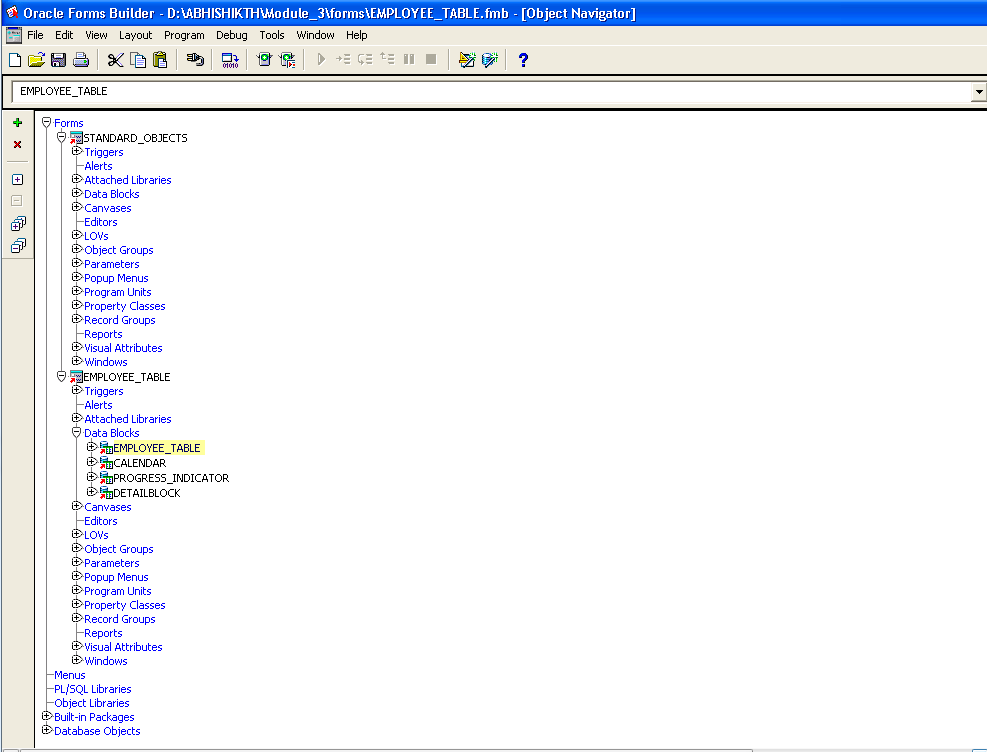 Oracle Forms Builder - D:\ABHISHIKTH\Module_3\forms\EMPLOYEE_TABLE.fmb - [Object Navigator]
File Edit View Layout Program Debug Tools Window Help
EMPLOYEE_TABLE
Forms
STANDARD_OBJECTS
Triggers
Alerts
Attached Libraries
Data Blocks
Canvases
Editors
LOVs
Object Groups
Parameters
Popup Menus
Program Units
Property Classes
Record Groups
Reports
Visual Attributes
Windows
EMPLOYEE_TABLE
Triggers
Alerts
Attached Libraries
Data Blocks
EMPLOYEE_TABLE
CALENDAR
PROGRESS_INDICATOR
DETAILBLOCK
Canvases
Editors
LOVs
Object Groups
Parameters
Popup Menus
Program Units
Property Classes
Record Groups
Reports
Visual Attributes
Windows
Menus
PL/SQL Libraries
Object Libraries
Built-in Packages
Database Objects